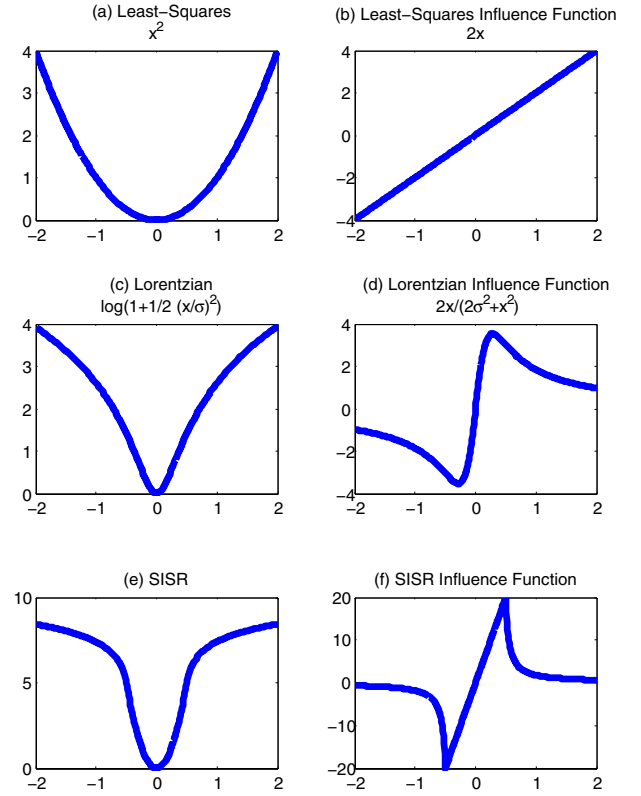 (a) Least−Squares
x²
(b) Least−Squares Influence Function
2x
4
3
2
1
0
−2 −1 0 1 2
4
2
0
−2
−4
−2 −1 0 1 2
(c) Lorentzian
log(1+1/2 (x/σ)²)
(d) Lorentzian Influence Function
2x/(2σ²+x²)
4
3
2
1
0
−2 −1 0 1 2
4
2
0
−2
−4
−2 −1 0 1 2
(e) SISR
(f) SISR Influence Function
10
5
0
−2 −1 0 1 2
20
10
0
−10
−20
−2 −1 0 1 2